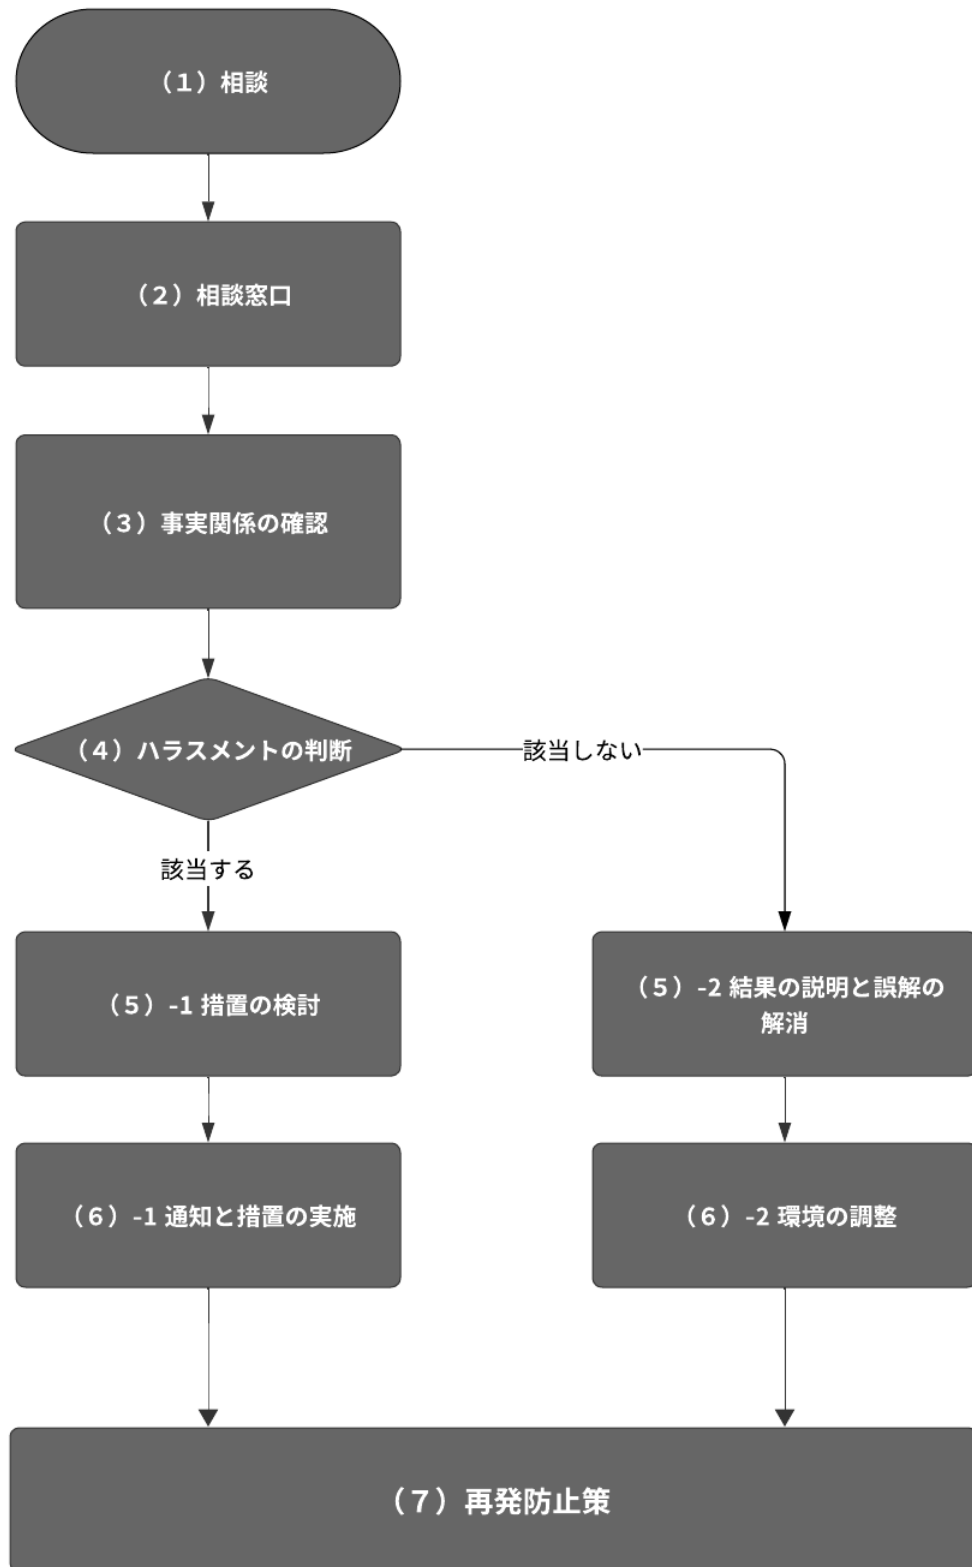 （１）相談
（２）相談窓口
（３）事実関係の確認
（４）ハラスメントの判断
該当しない
該当する
（５）-1 措置の検討
（５）-2 結果の説明と誤解の
解消
（６）-1 通知と措置の実施
（６）-2 環境の調整
（７）再発防止策